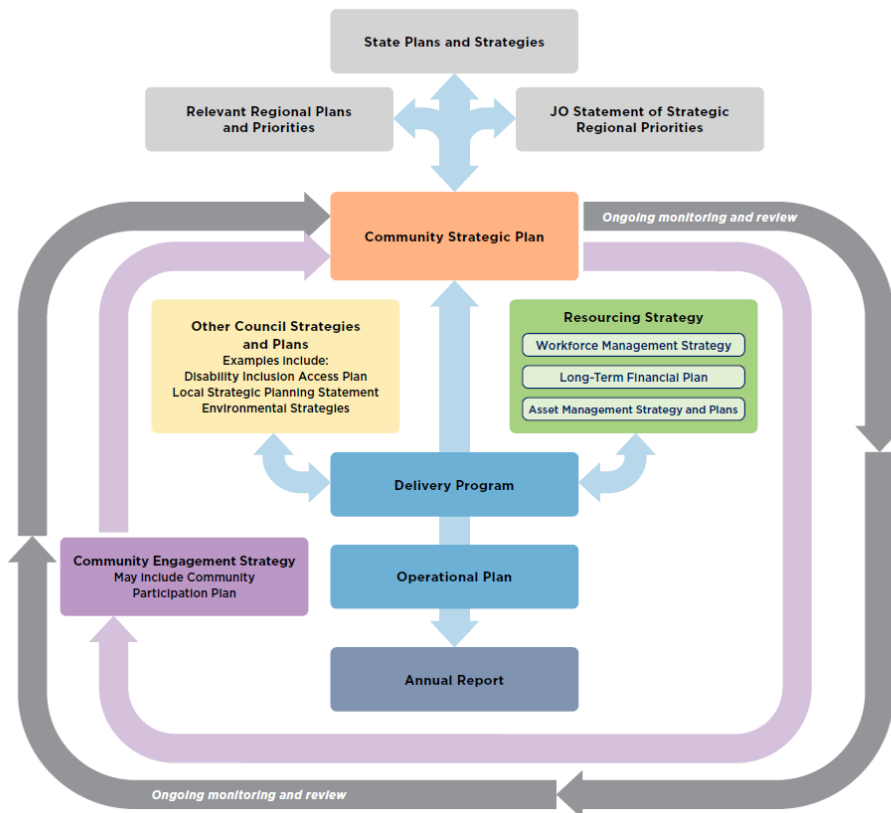 State Plans and Strategies
Relevant Regional Plans
and Priorities
JO Statement of Strategic
Regional Priorities
Community Strategic Plan
Ongoing monitoring and review
Other Council Strategies
and Plans
Examples Include:
Disability Inclusion Access Plan
Local Strategic Planning Statement
Environmental Strategies
Resourcing Strategy
Workforce Management Strategy
Long-Term Financial Plan
Asset Management Strategy and Plans
Delivery Program
Community Engagement Strategy
May Include Community
Participation Plan
Operational Plan
Annual Report
Ongoing monitoring and review